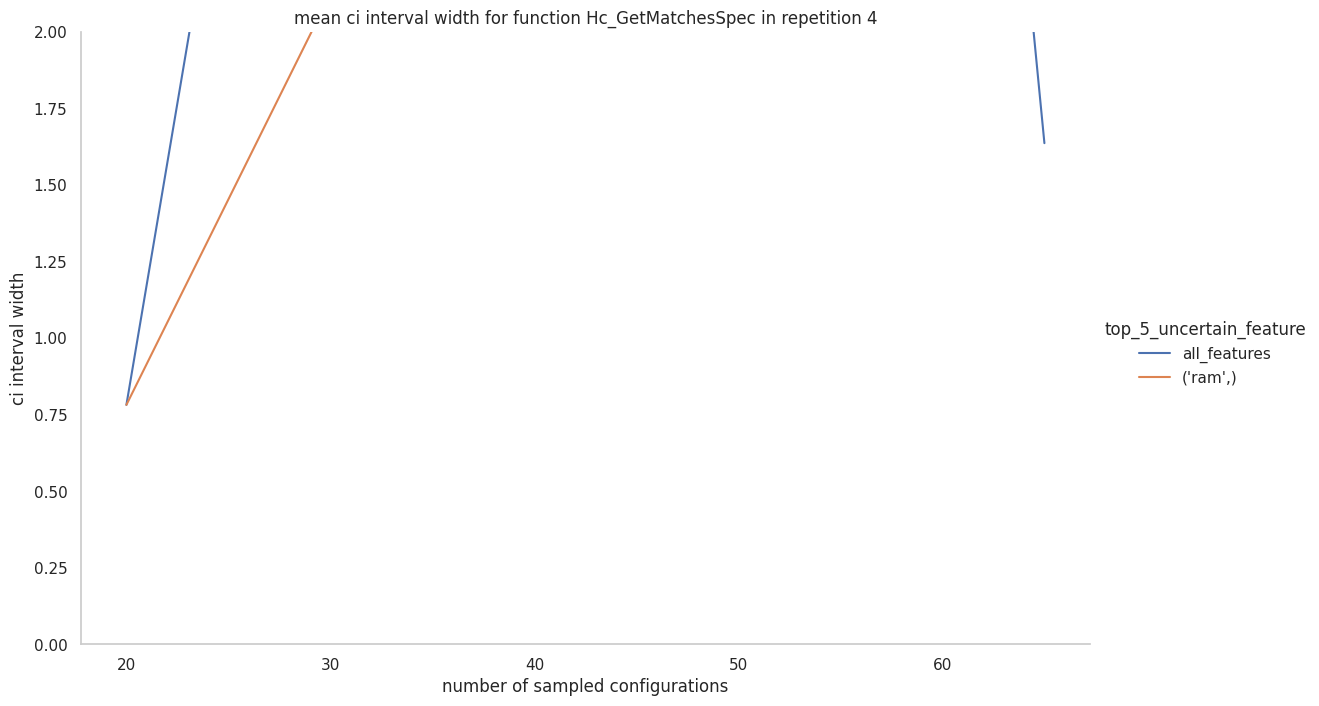 mean ci interval width for function Hc_GetMatchesSpec in repetition 4
2.00
1.75
1.50
1.25
1.00
0.75
0.50
0.25
0.00
ci interval width
20 30 40 50 60
number of sampled configurations
top_5_uncertain_feature
all_features
('ram',)